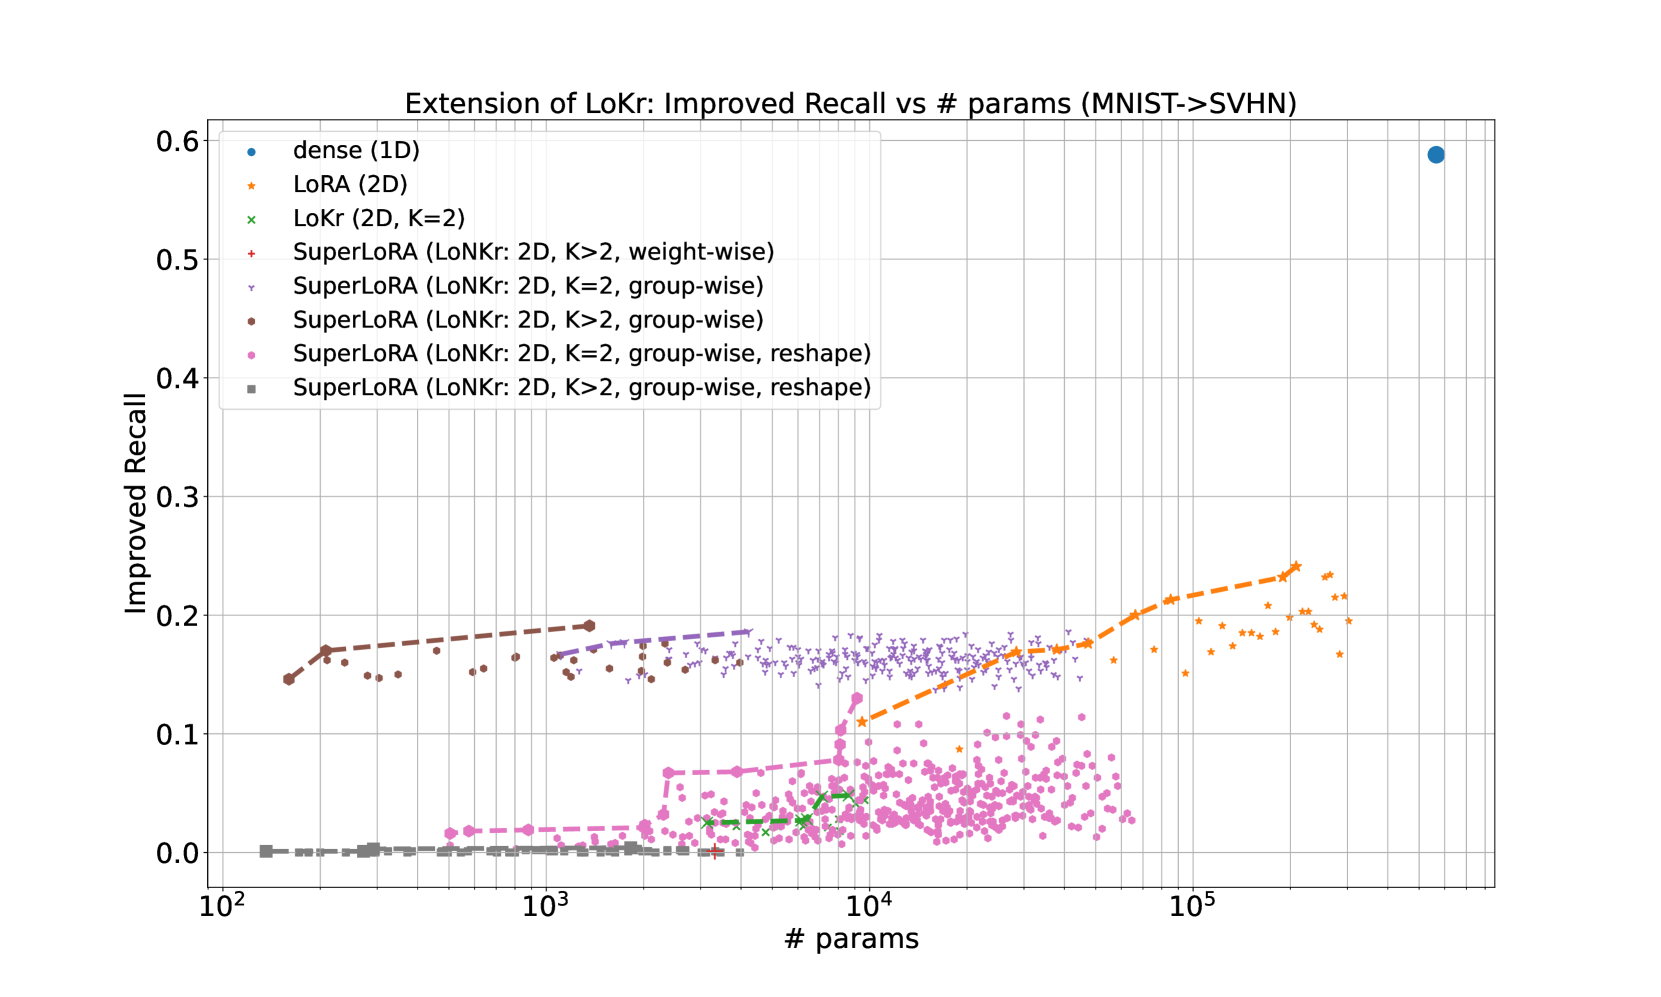 Extension of LoKr: Improved Recall vs # params (MNIST->SVHN)
Improved Recall
0.6
0.5
0.4
0.3
0.2
0.1
0.0
dense (1D)
LoRA (2D)
LoKr (2D, K=2)
SuperLoRA (LoNKr: 2D, K>2, weight-wise)
SuperLoRA (LoNKr: 2D, K=2, group-wise)
SuperLoRA (LoNKr: 2D, K>2, group-wise)
SuperLoRA (LoNKr: 2D, K=2, group-wise, reshape)
SuperLoRA (LoNKr: 2D, K>2, group-wise, reshape)
10² 10³ 10⁴ 10⁵
# params